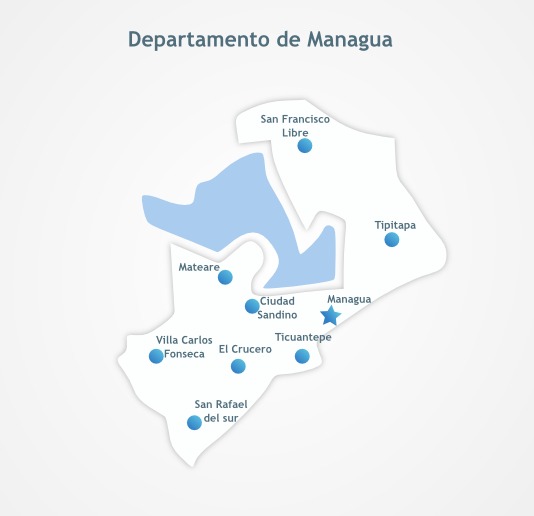 Departamento de Managua
San Francisco
Libre
Tipitapa
Mateare
Ciudad
Sandino
Managua
Villa Carlos
Fonseca
El Crucero
Ticuantepe
San Rafael
del sur